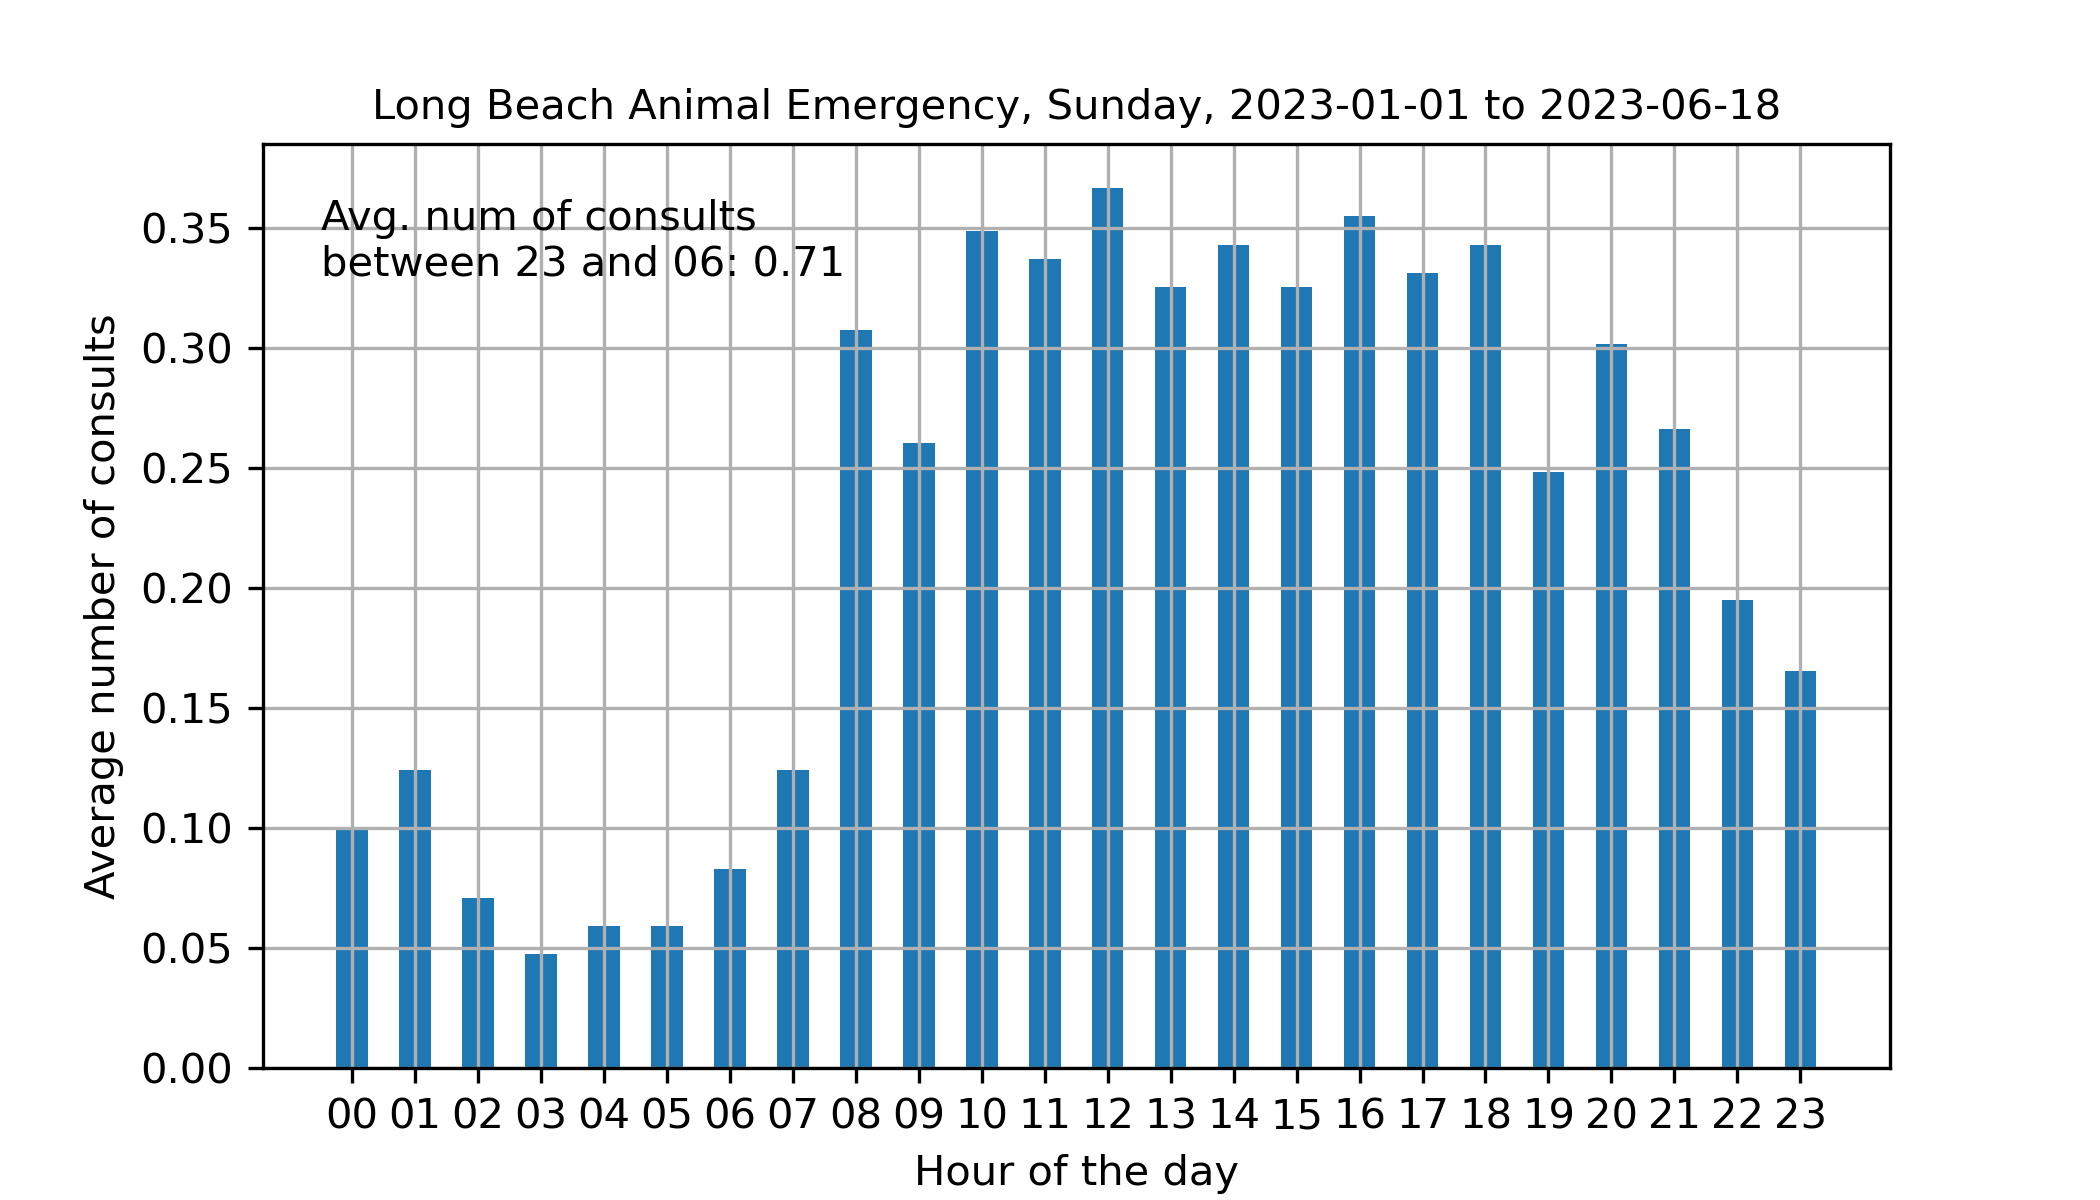 Long Beach Animal Emergency, Sunday, 2023-01-01 to 2023-06-18
Avg. num of consults
between 23 and 06: 0.71
Average number of consults
0.35
0.30
0.25
0.20
0.15
0.10
0.05
0.00
00 01 02 03 04 05 06 07 08 09 10 11 12 13 14 15 16 17 18 19 20 21 22 23
Hour of the day